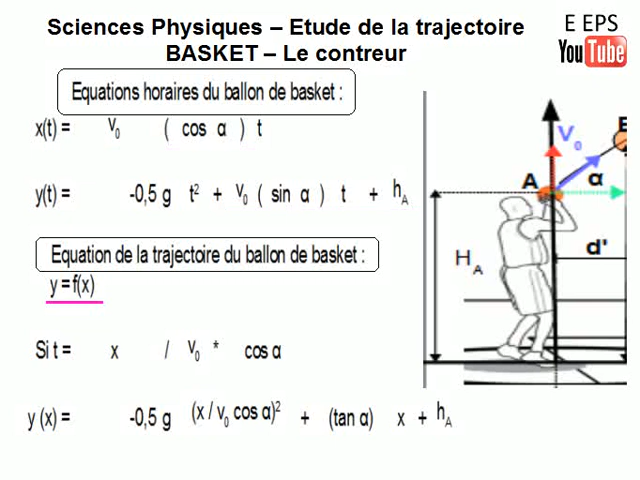 Sciences Physiques – Etude de la trajectoire
BASKET – Le contreur
E EPS
YouTube
Equations horaires du ballon de basket :
x(t) = V₀ ( cos α ) t
y(t) = -0,5 g t² + V₀ ( sin α ) t + hA
Equation de la trajectoire du ballon de basket :
y = f(x)
Si t = x / V₀ * cos α
y (x) = -0,5 g (x / v₀ cos α)² + (tan α) x + hA
V₀
B
A
α
HA
d'